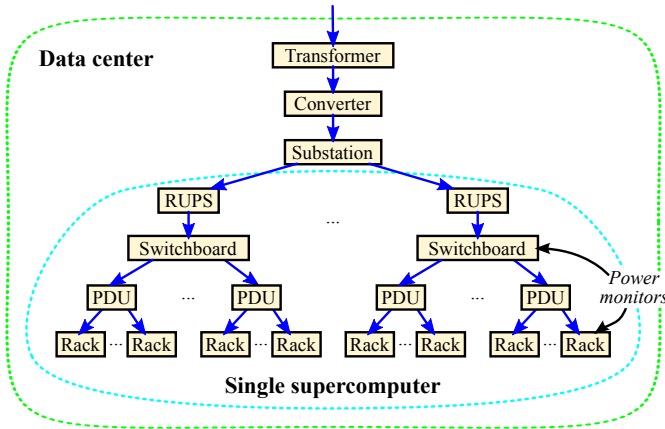 Data center
Transformer
Converter
Substation
RUPS ... RUPS
Switchboard Switchboard
Power
monitors
PDU ... PDU PDU ... PDU
Rack ... Rack Rack ... Rack Rack ... Rack Rack ... Rack
Single supercomputer